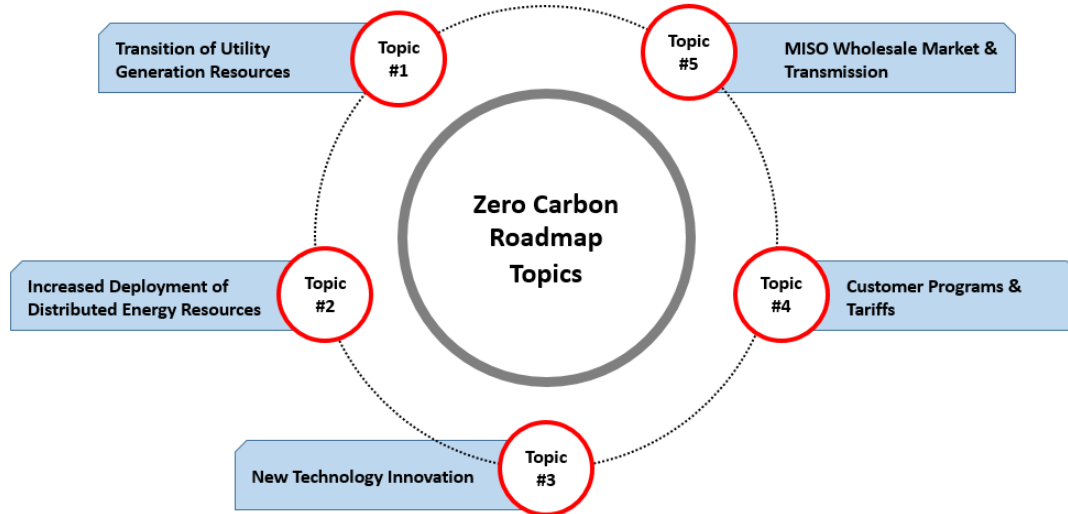 Transition of Utility
Generation Resources
Topic
#1
Topic
#5
MISO Wholesale Market &
Transmission
Zero Carbon
Roadmap
Topics
Increased Deployment of
Distributed Energy Resources
Topic
#2
Topic
#4
Customer Programs &
Tariffs
New Technology Innovation
Topic
#3